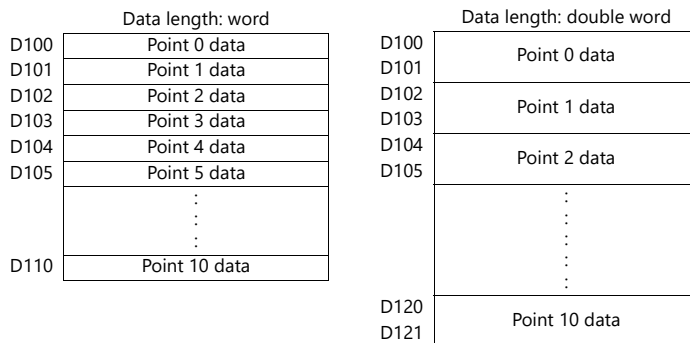 Data length: word
D100 Point 0 data
D101 Point 1 data
D102 Point 2 data
D103 Point 3 data
D104 Point 4 data
D105 Point 5 data
D110 Point 10 data
Data length: double word
D100
Point 0 data
D101
D102
Point 1 data
D103
D104
Point 2 data
D105
D120
Point 10 data
D121